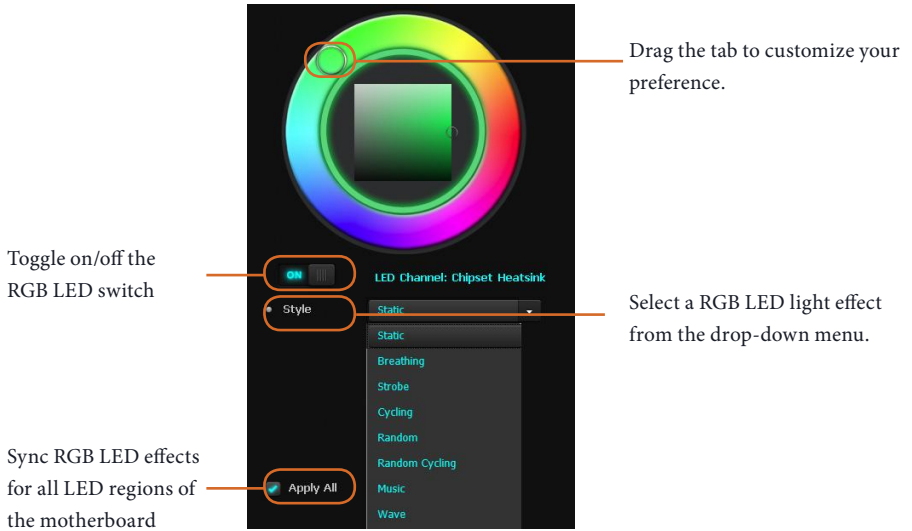 Drag the tab to customize your
preference.
Toggle on/off the
RGB LED switch
ON
LED Channel: Chipset Heatsink
Style
Static
Select a RGB LED light effect
from the drop-down menu.
Static
Breathing
Strobe
Cycling
Random
Random Cycling
Sync RGB LED effects
for all LED regions of
the motherboard
Apply All
Music
Wave